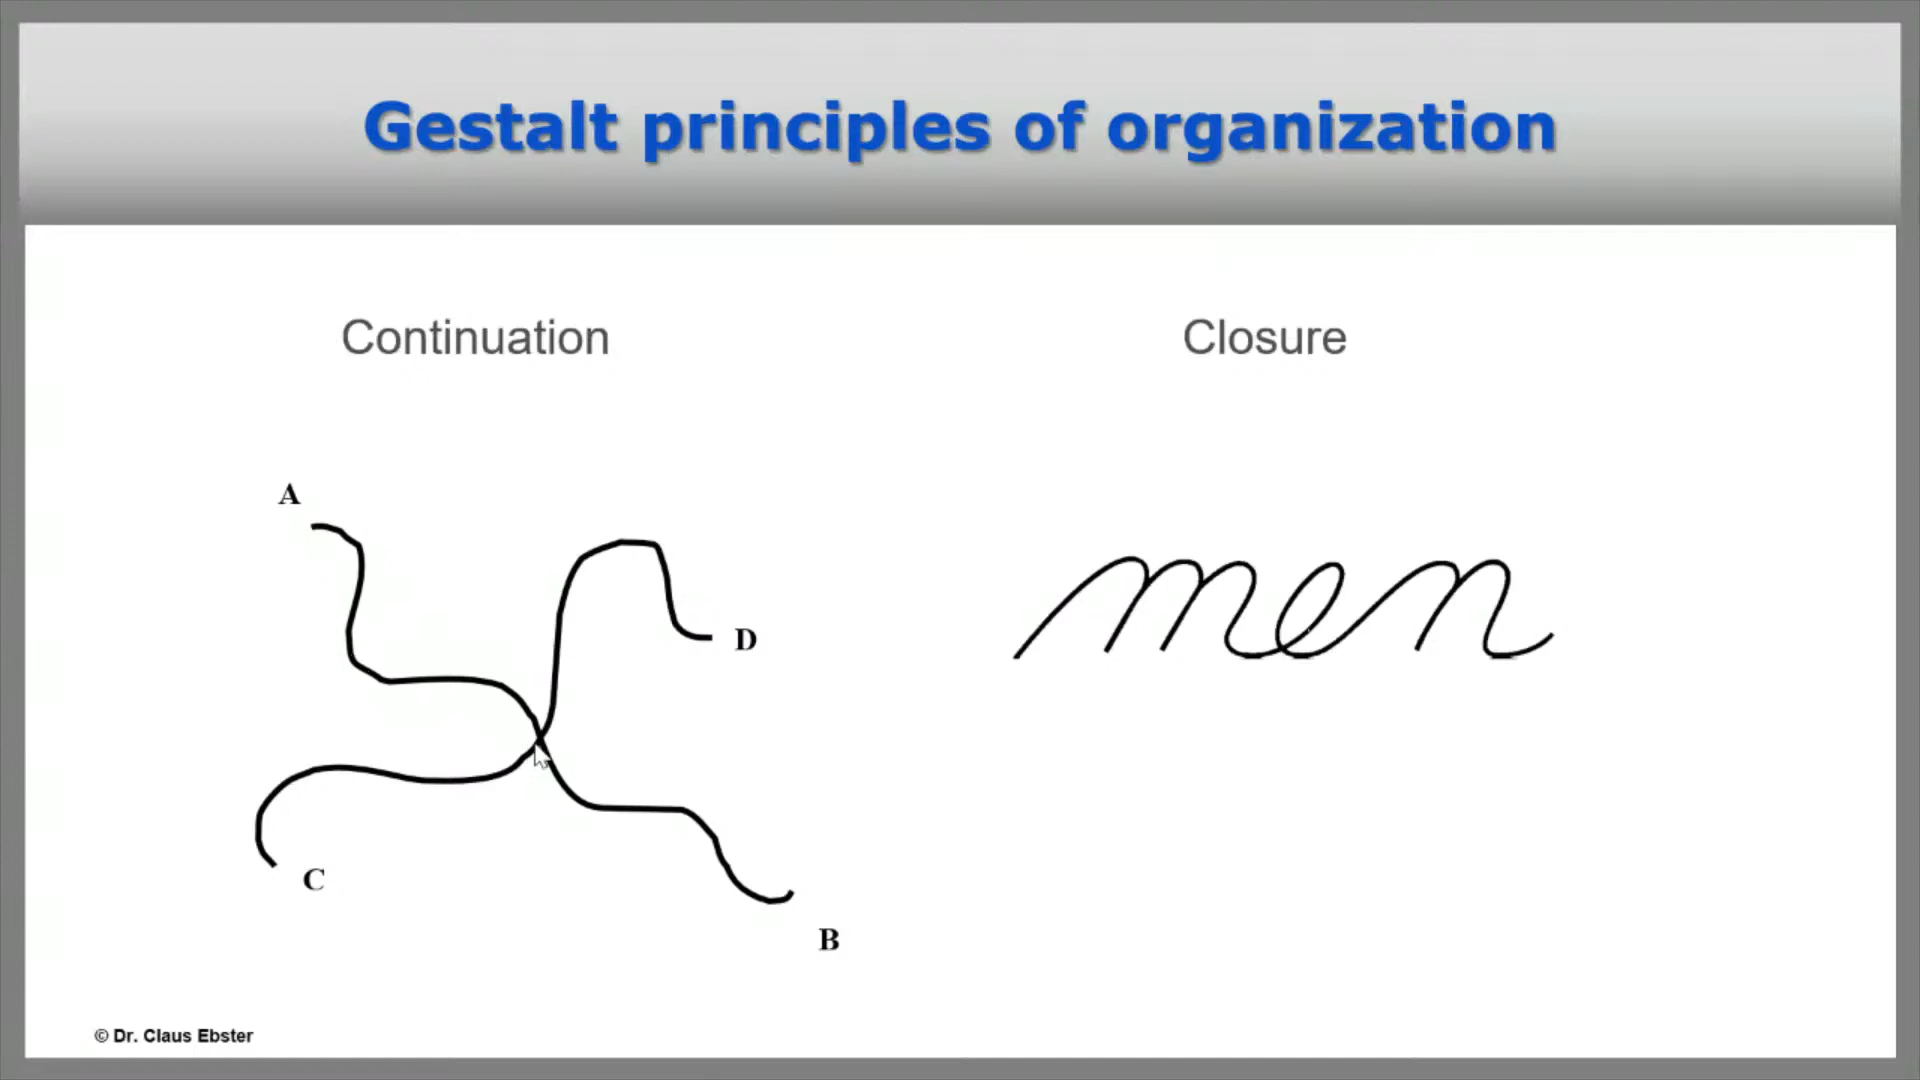 Gestalt principles of organization
Continuation
Closure
A
D
men
C
B
© Dr. Claus Ebster